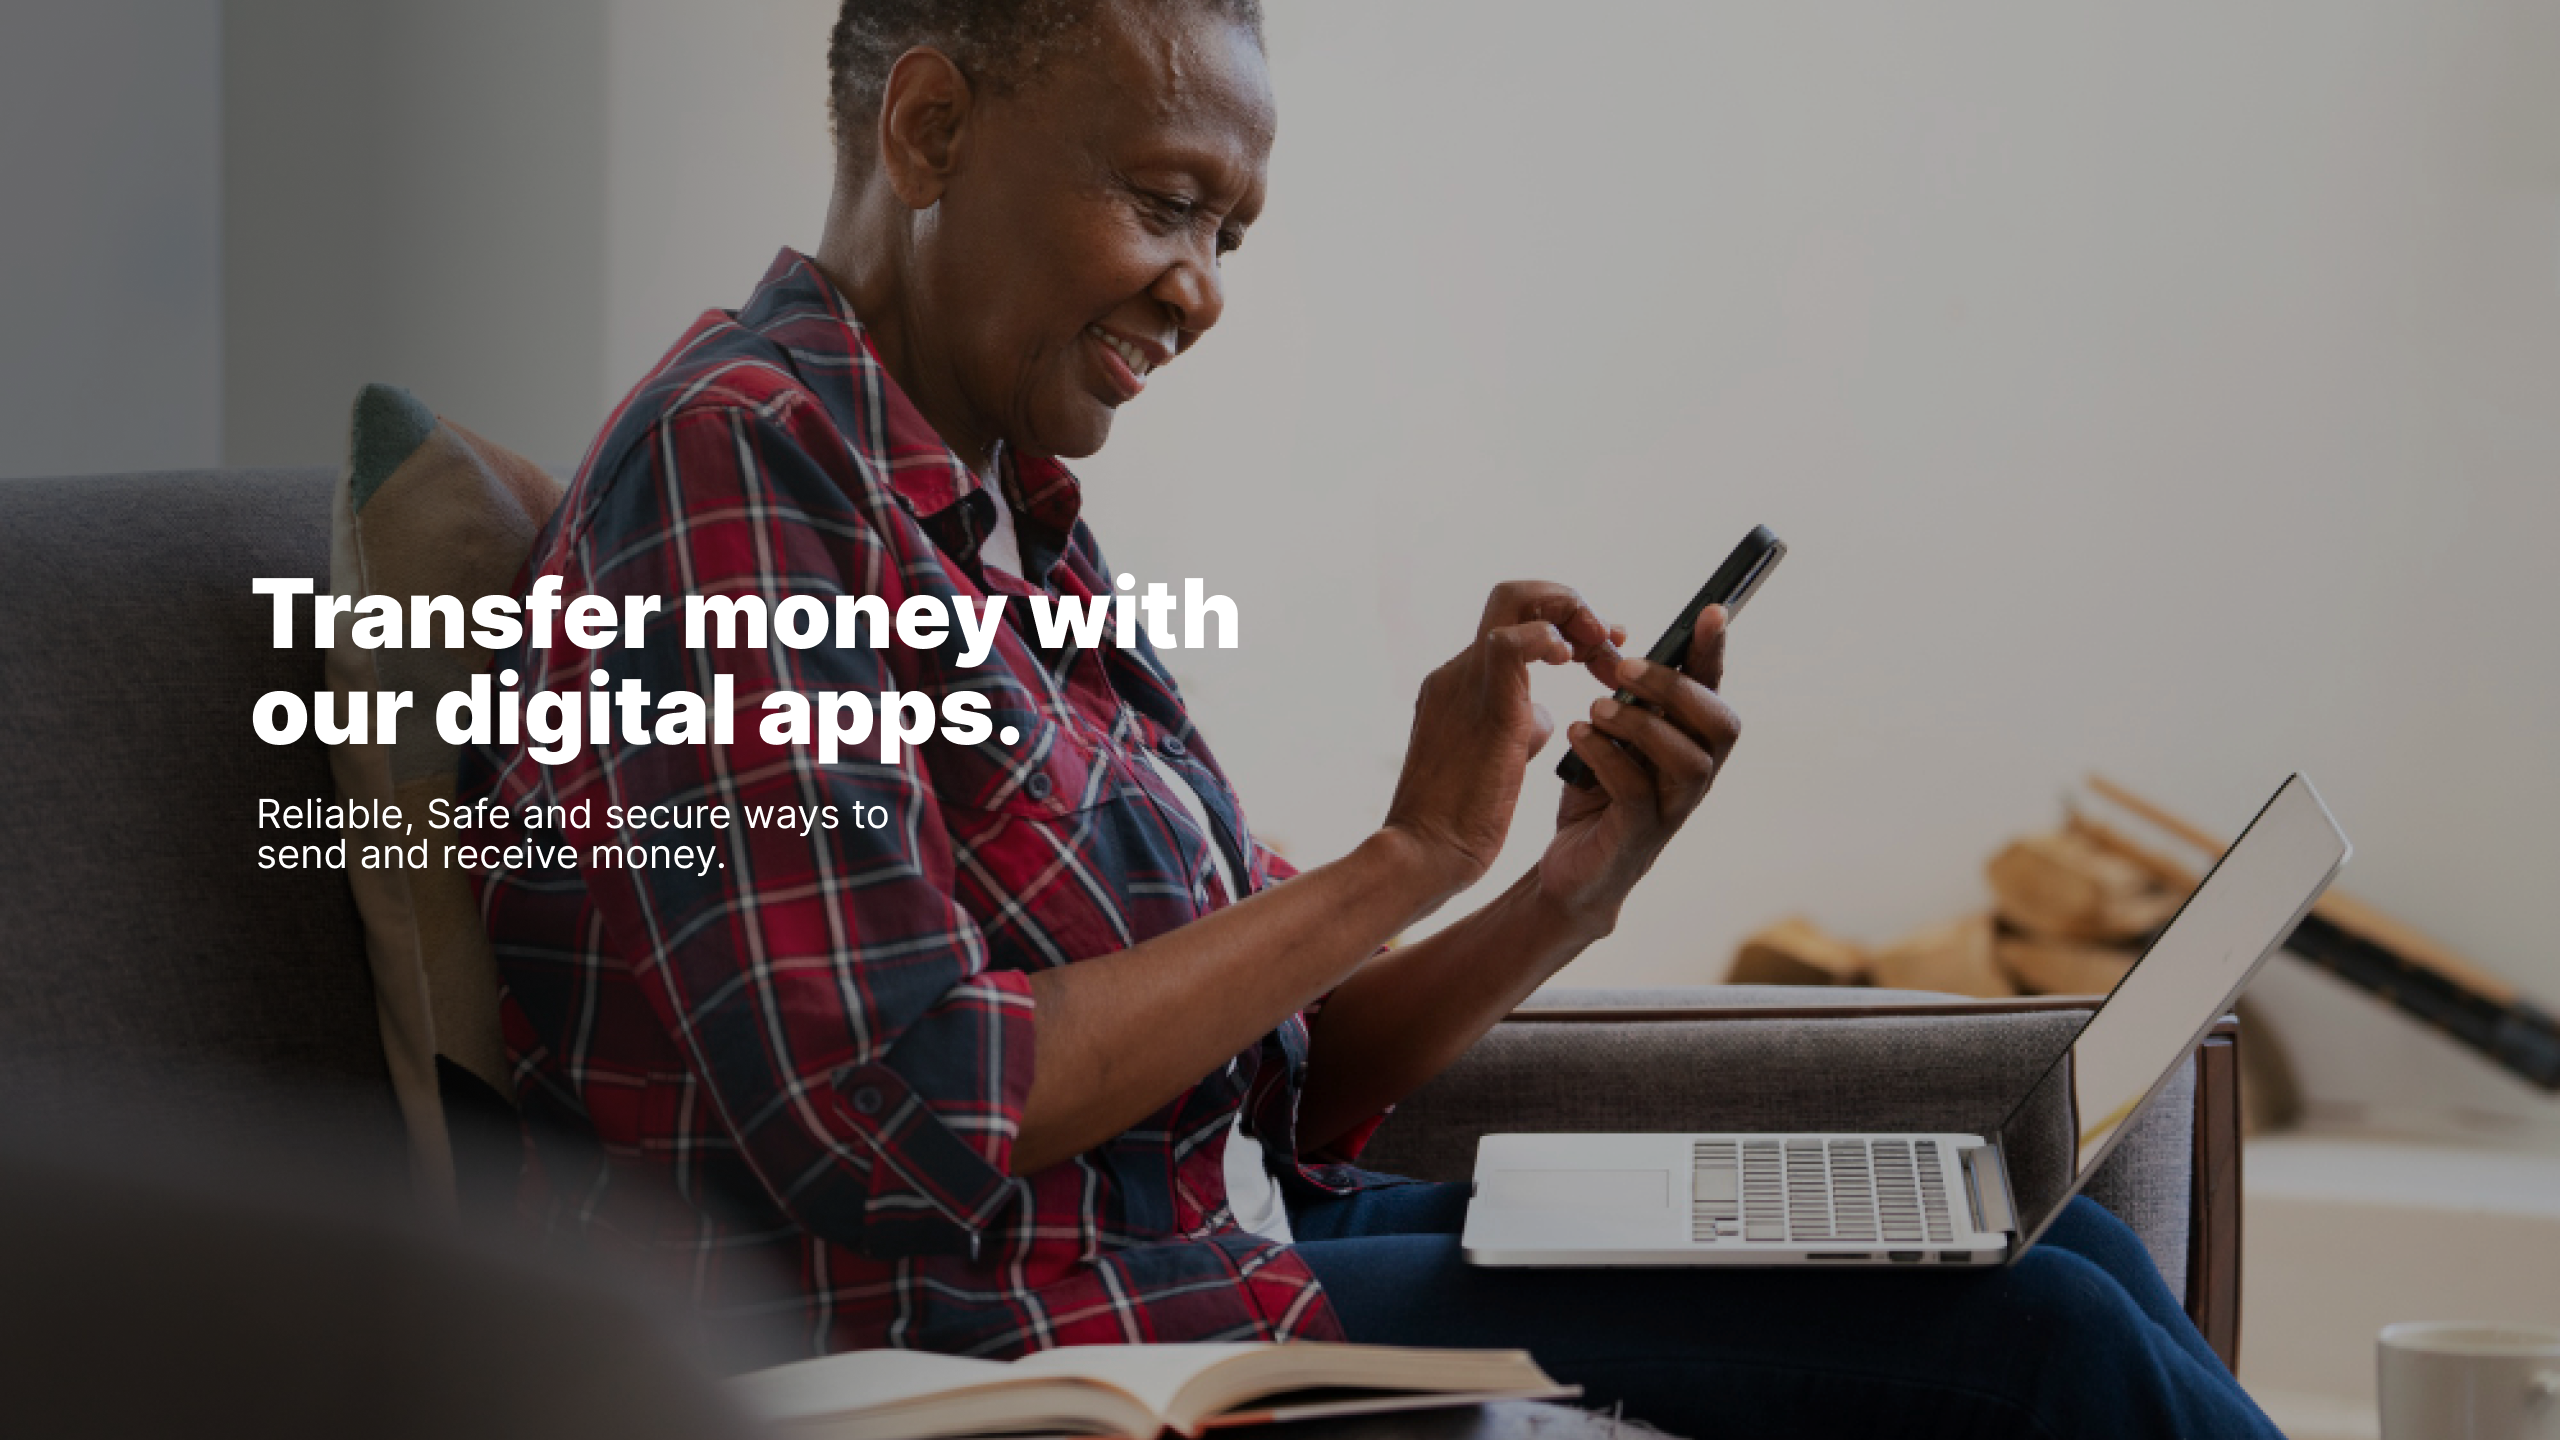 Transfer money with
our digital apps.
Reliable, Safe and secure ways to
send and receive money.